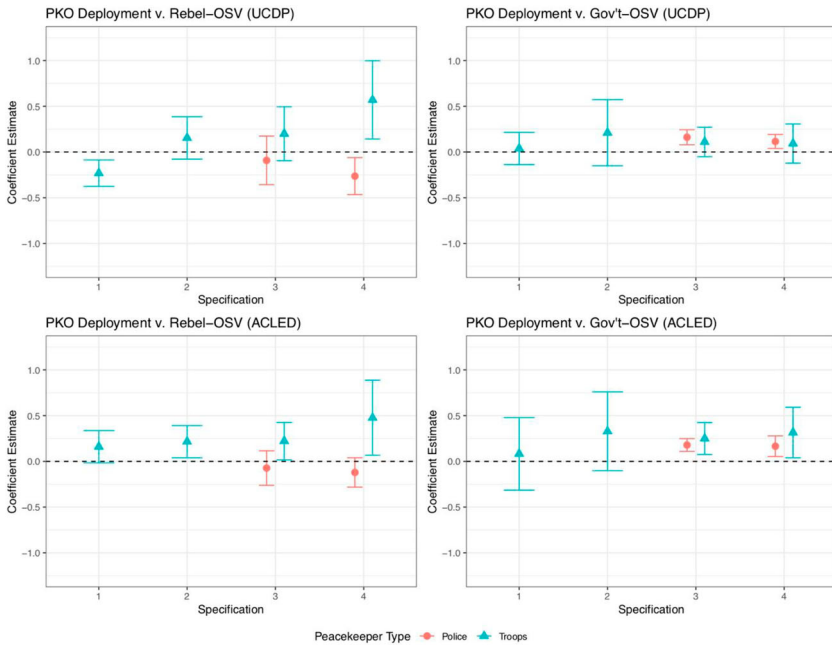 PKO Deployment v. Rebel-OSV (UCDP)
Coefficient Estimate
1.0
0.5
0.0
−0.5
−1.0
1 2 3 4
Specification
PKO Deployment v. Gov't-OSV (UCDP)
Coefficient Estimate
1.0
0.5
0.0
−0.5
−1.0
1 2 3 4
Specification
PKO Deployment v. Rebel-OSV (ACLED)
Coefficient Estimate
1.0
0.5
0.0
−0.5
−1.0
1 2 3 4
Specification
PKO Deployment v. Gov't-OSV (ACLED)
Coefficient Estimate
1.0
0.5
0.0
−0.5
−1.0
1 2 3 4
Specification
Peacekeeper Type Police Troops